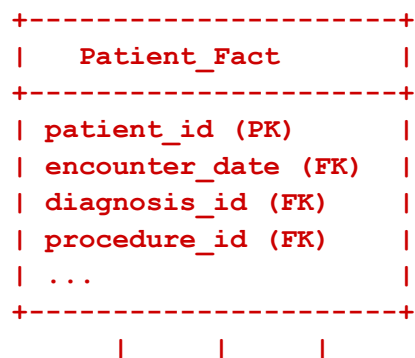 +-----------------------+
|   Patient_Fact        |
+-----------------------+
| patient_id (PK)       |
| encounter_date (FK)   |
| diagnosis_id (FK)     |
| procedure_id (FK)     |
| ...                   |
+-----------------------+
      |     |     |